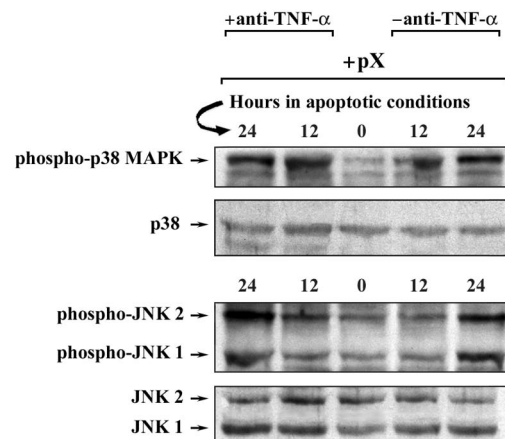 +anti-TNF-α −anti-TNF-α
+pX
Hours in apoptotic conditions
24 12 0 12 24
phospho-p38 MAPK
p38
24 12 0 12 24
phospho-JNK 2
phospho-JNK 1
JNK 2
JNK 1